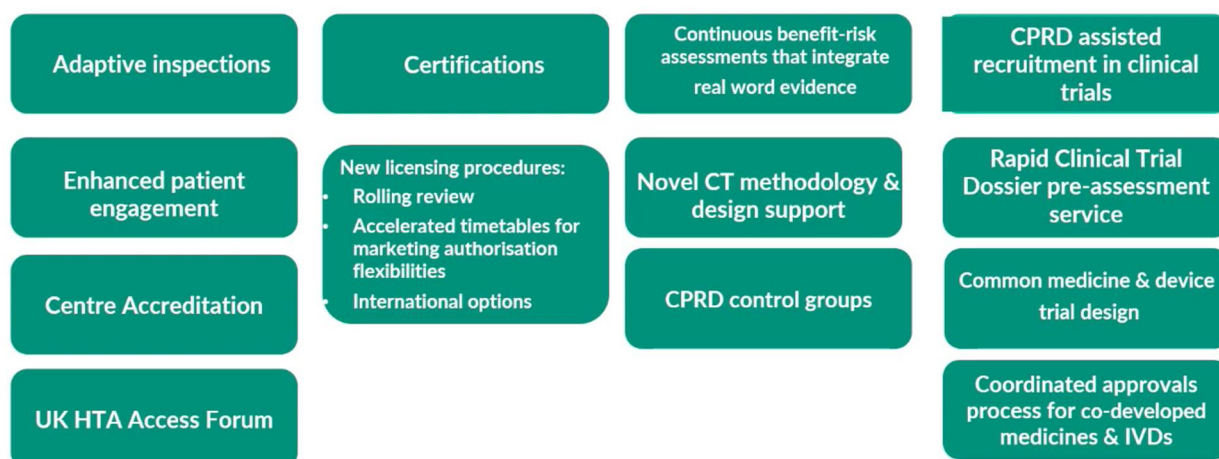 Adaptive inspections
Enhanced patient
engagement
Centre Accreditation
UK HTA Access Forum
Certifications
New licensing procedures:
• Rolling review
• Accelerated timetables for
marketing authorisation
flexibilities
• International options
Continuous benefit-risk
assessments that integrate
real word evidence
Novel CT methodology &
design support
CPRD control groups
CPRD assisted
recruitment in clinical
trials
Rapid Clinical Trial
Dossier pre-assessment
service
Common medicine & device
trial design
Coordinated approvals
process for co-developed
medicines & IVDs